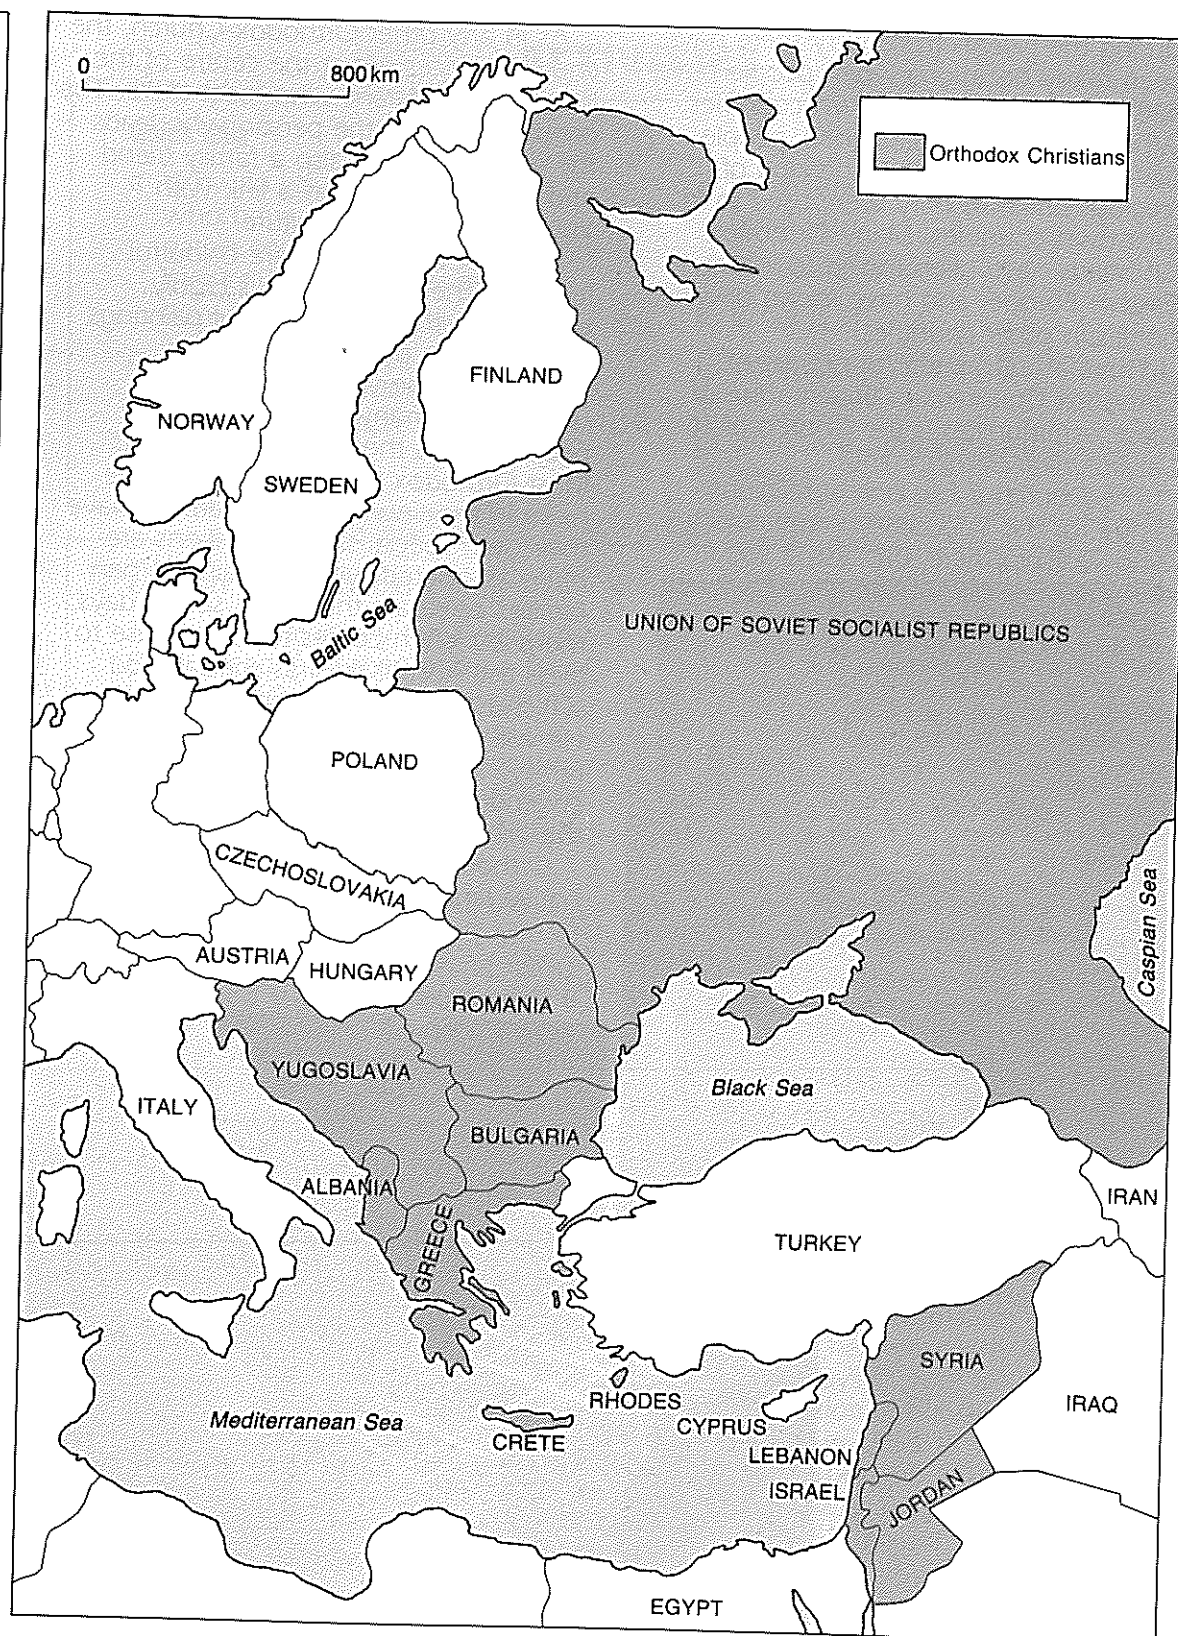 0 800 km
Orthodox Christians
FINLAND
NORWAY
SWEDEN
Baltic Sea
UNION OF SOVIET SOCIALIST REPUBLICS
POLAND
CZECHOSLOVAKIA
Caspian Sea
AUSTRIA
HUNGARY
ROMANIA
YUGOSLAVIA
Black Sea
ITALY
BULGARIA
ALBANIA
IRAN
GREECE
TURKEY
SYRIA
RHODES
IRAQ
Mediterranean Sea
CYPRUS
CRETE
LEBANON
ISRAEL
JORDAN
EGYPT